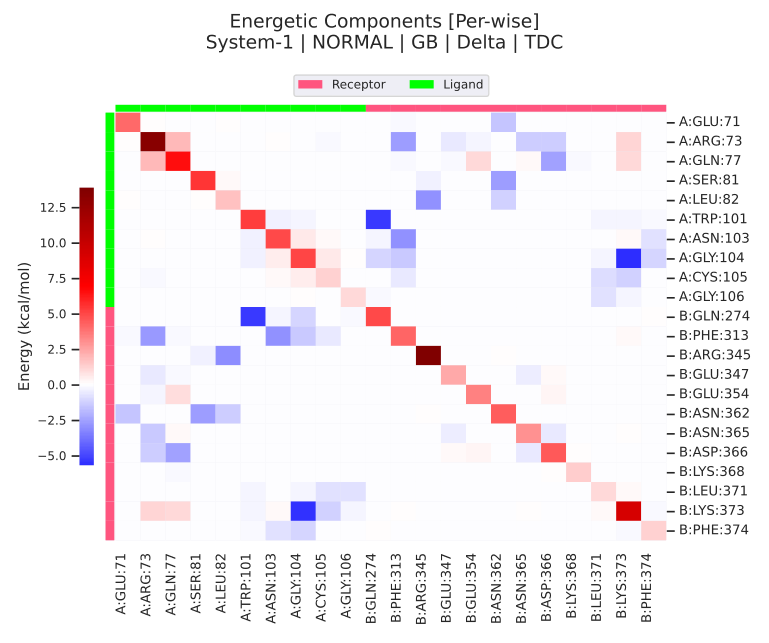 Energetic Components [Per-wise]
System-1 | NORMAL | GB | Delta | TDC
Receptor
Ligand
A:GLU:71
A:ARG:73
A:GLN:77
A:SER:81
A:LEU:82
A:TRP:101
A:ASN:103
A:GLY:104
A:CYS:105
A:GLY:106
B:GLN:274
B:PHE:313
B:ARG:345
B:GLU:347
B:GLU:354
B:ASN:362
B:ASN:365
B:ASP:366
B:LYS:368
B:LEU:371
B:LYS:373
B:PHE:374
Energy (kcal/mol)
12.5
10.0
7.5
5.0
2.5
0.0
−2.5
−5.0
A:GLU:71
A:ARG:73
A:GLN:77
A:SER:81
A:LEU:82
A:TRP:101
A:ASN:103
A:GLY:104
A:CYS:105
A:GLY:106
B:GLN:274
B:PHE:313
B:ARG:345
B:GLU:347
B:GLU:354
B:ASN:362
B:ASN:365
B:ASP:366
B:LYS:368
B:LEU:371
B:LYS:373
B:PHE:374